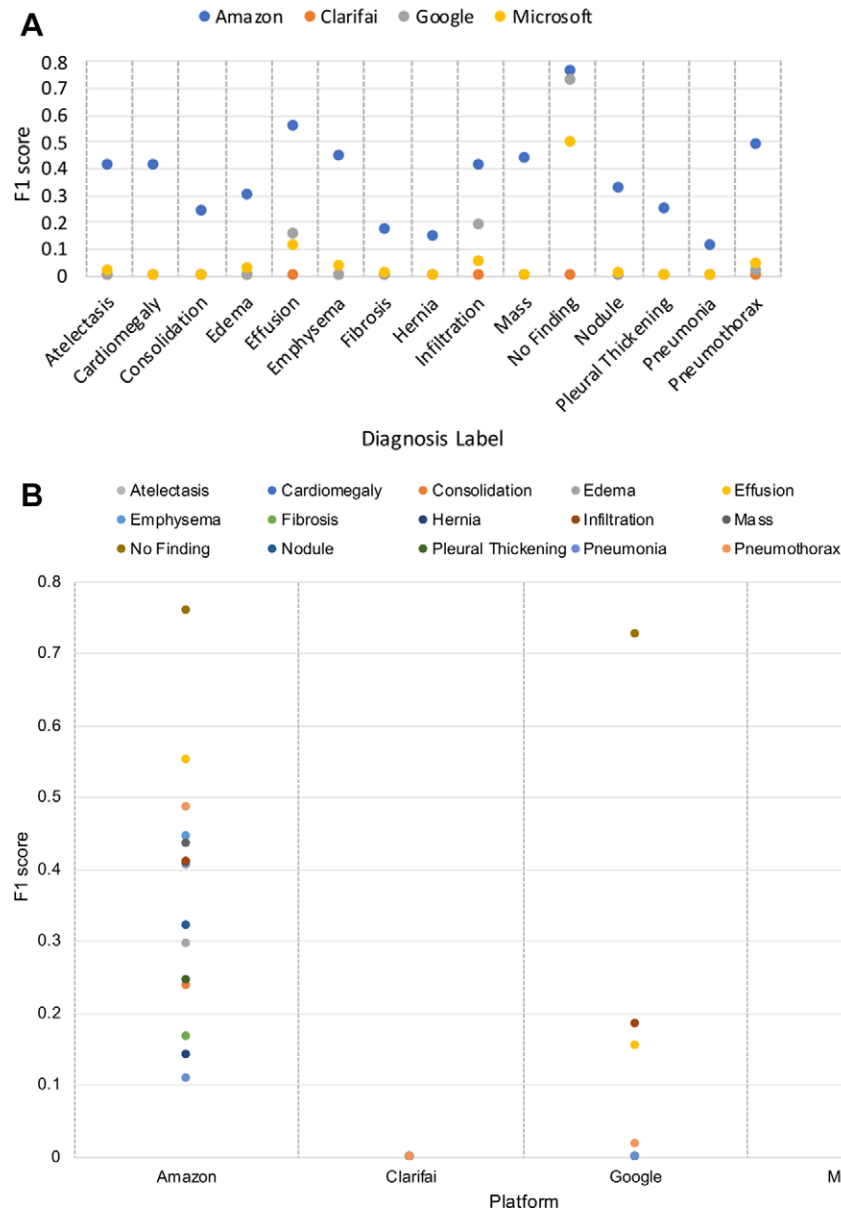 A
Amazon Clarifai Google Microsoft
0.8
0.7
0.6
0.5
0.4
0.3
0.2
0.1
0
F1 score
Atelectasis
Cardiomegaly
Consolidation
Edema
Effusion
Emphysema
Fibrosis
Hernia
Infiltration
Mass
No Finding
Nodule
Pleural Thickening
Pneumonia
Pneumothorax
Diagnosis Label
B
Atelectasis Cardiomegaly Consolidation Edema Effusion
Emphysema Fibrosis Hernia Infiltration Mass
No Finding Nodule Pleural Thickening Pneumonia Pneumothorax
0.8
0.7
0.6
0.5
0.4
0.3
0.2
0.1
0
F1 score
Amazon Clarifai Google M
Platform